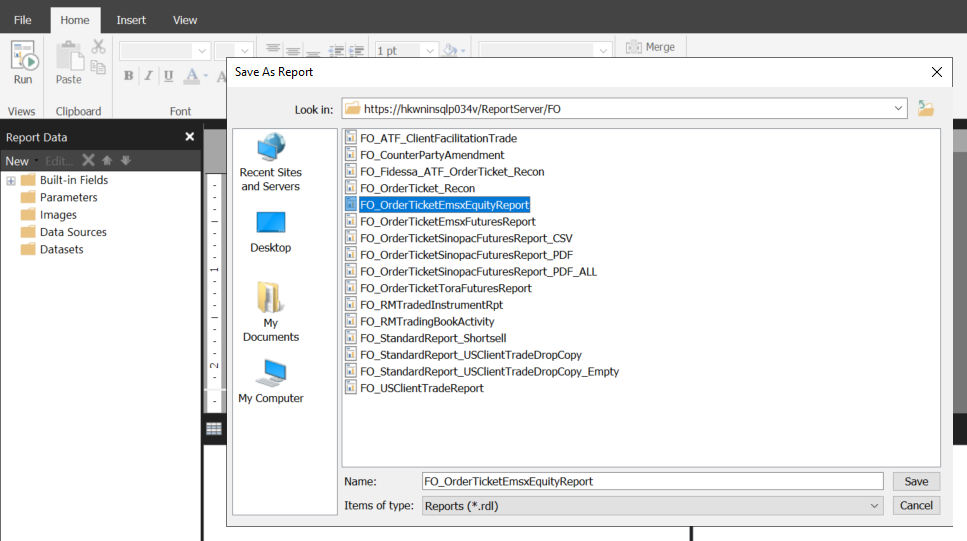 File Home Insert View
Run
Paste
1 pt
Merge
B I U A
Views Clipboard Font
Save As Report
Look in: https://hkwninsqlp034v/ReportServer/FO
Report Data
New Edit...
Built-in Fields
Parameters
Images
Data Sources
Datasets
1
2
Recent Sites
and Servers
Desktop
My
Documents
My Computer
FO_ATF_ClientFacilitationTrade
FO_CounterPartyAmendment
FO_Fidessa_ATF_OrderTicket_Recon
FO_OrderTicket_Recon
FO_OrderTicketEmsxEquityReport
FO_OrderTicketEmsxFuturesReport
FO_OrderTicketSinopacFuturesReport_CSV
FO_OrderTicketSinopacFuturesReport_PDF
FO_OrderTicketSinopacFuturesReport_PDF_ALL
FO_OrderTicketToraFuturesReport
FO_RMTradedInstrumentRpt
FO_RMTradingBookActivity
FO_StandardReport_Shortsell
FO_StandardReport_USClientTradeDropCopy
FO_StandardReport_USClientTradeDropCopy_Empty
FO_USClientTradeReport
Name: FO_OrderTicketEmsxEquityReport Save
Items of type: Reports (*.rdl) Cancel